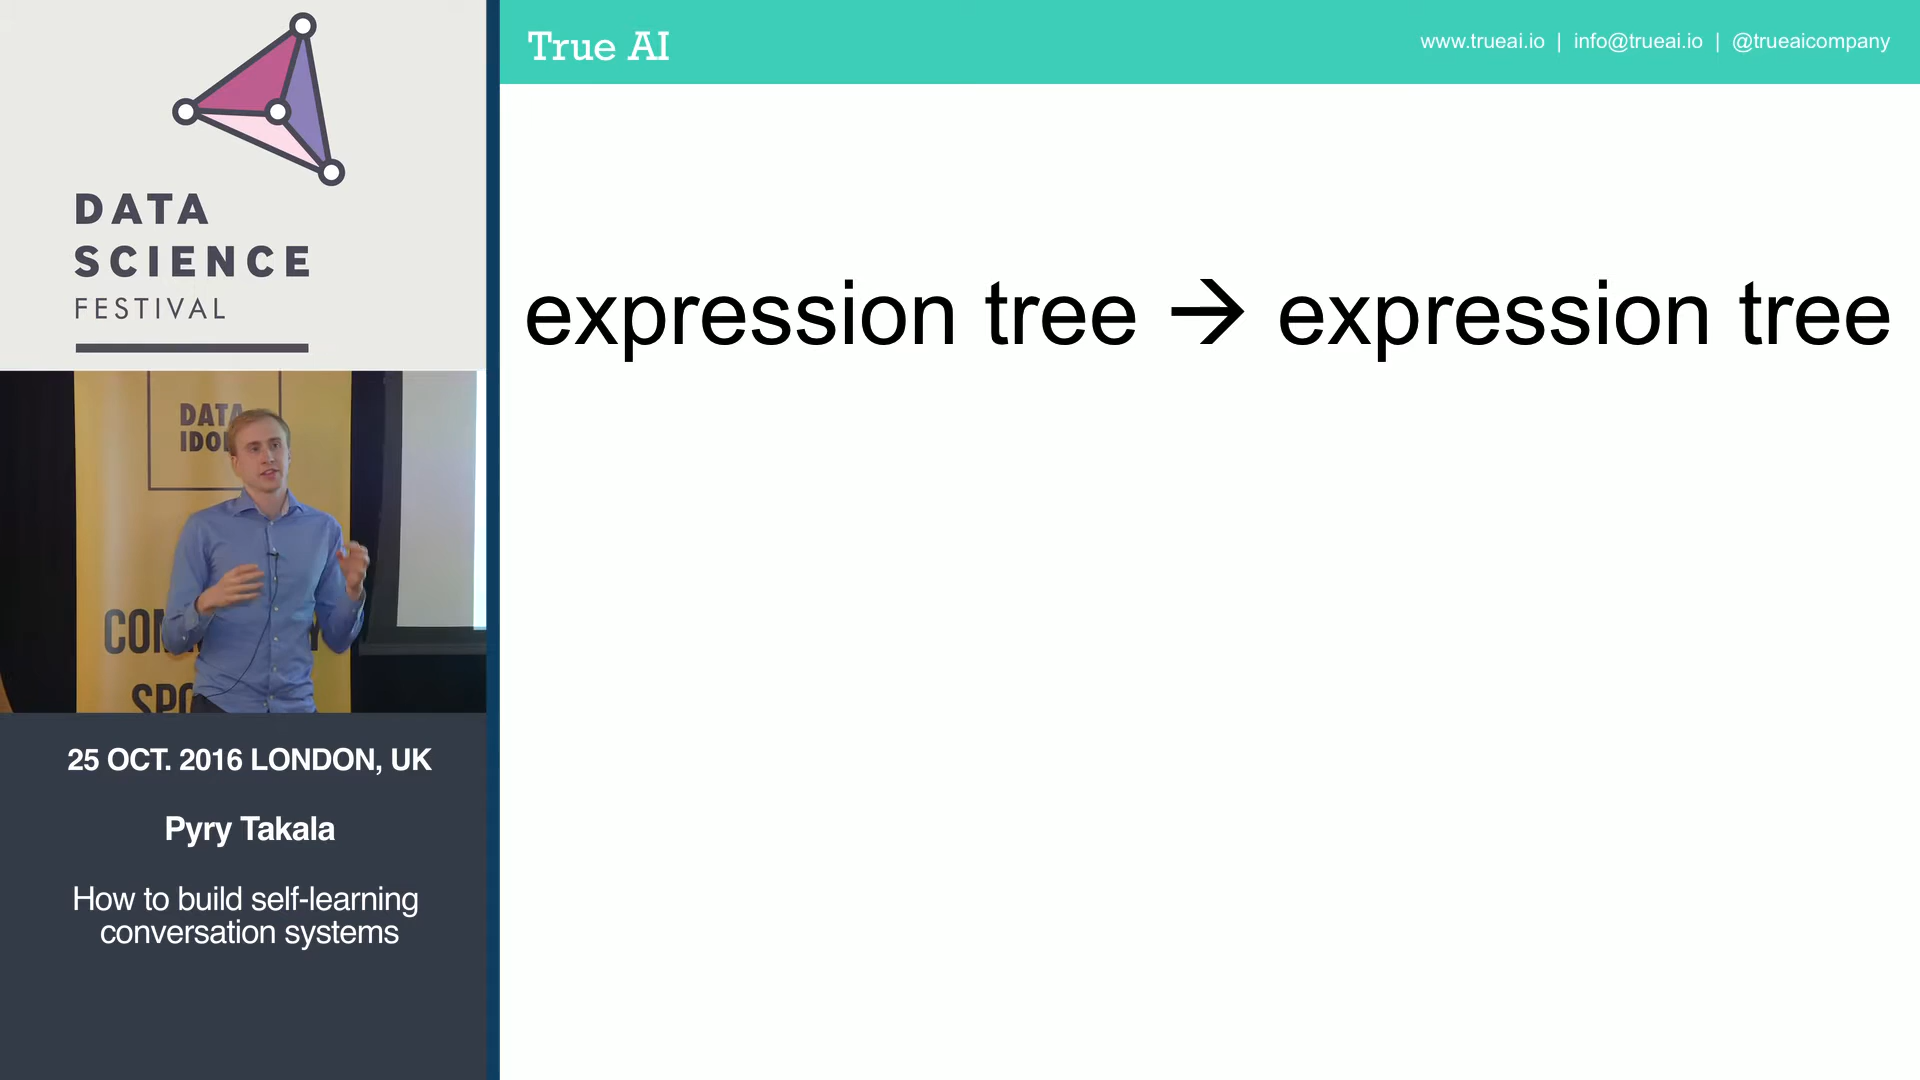 DATA
SCIENCE
FESTIVAL
DATA
25 OCT. 2016 LONDON, UK
Pyry Takala
How to build self-learning
conversation systems
True AI
www.trueai.io | info@trueai.io | @trueaicompany
expression tree → expression tree